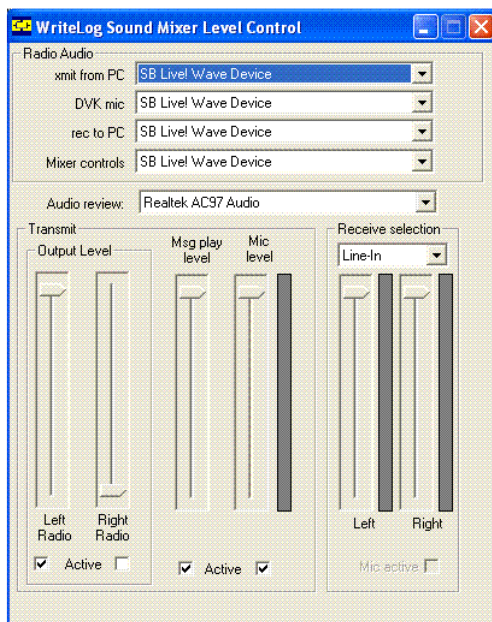 WriteLog Sound Mixer Level Control
Radio Audio
xmit from PC SB Live! Wave Device
DVK mic SB Live! Wave Device
rec to PC SB Live! Wave Device
Mixer controls SB Live! Wave Device
Audio review: Realtek AC97 Audio
Transmit
Output Level
Msg play level
Mic level
Receive selection
Line-In
Left Radio
Right Radio
Active
Active
Left Right
Mic active